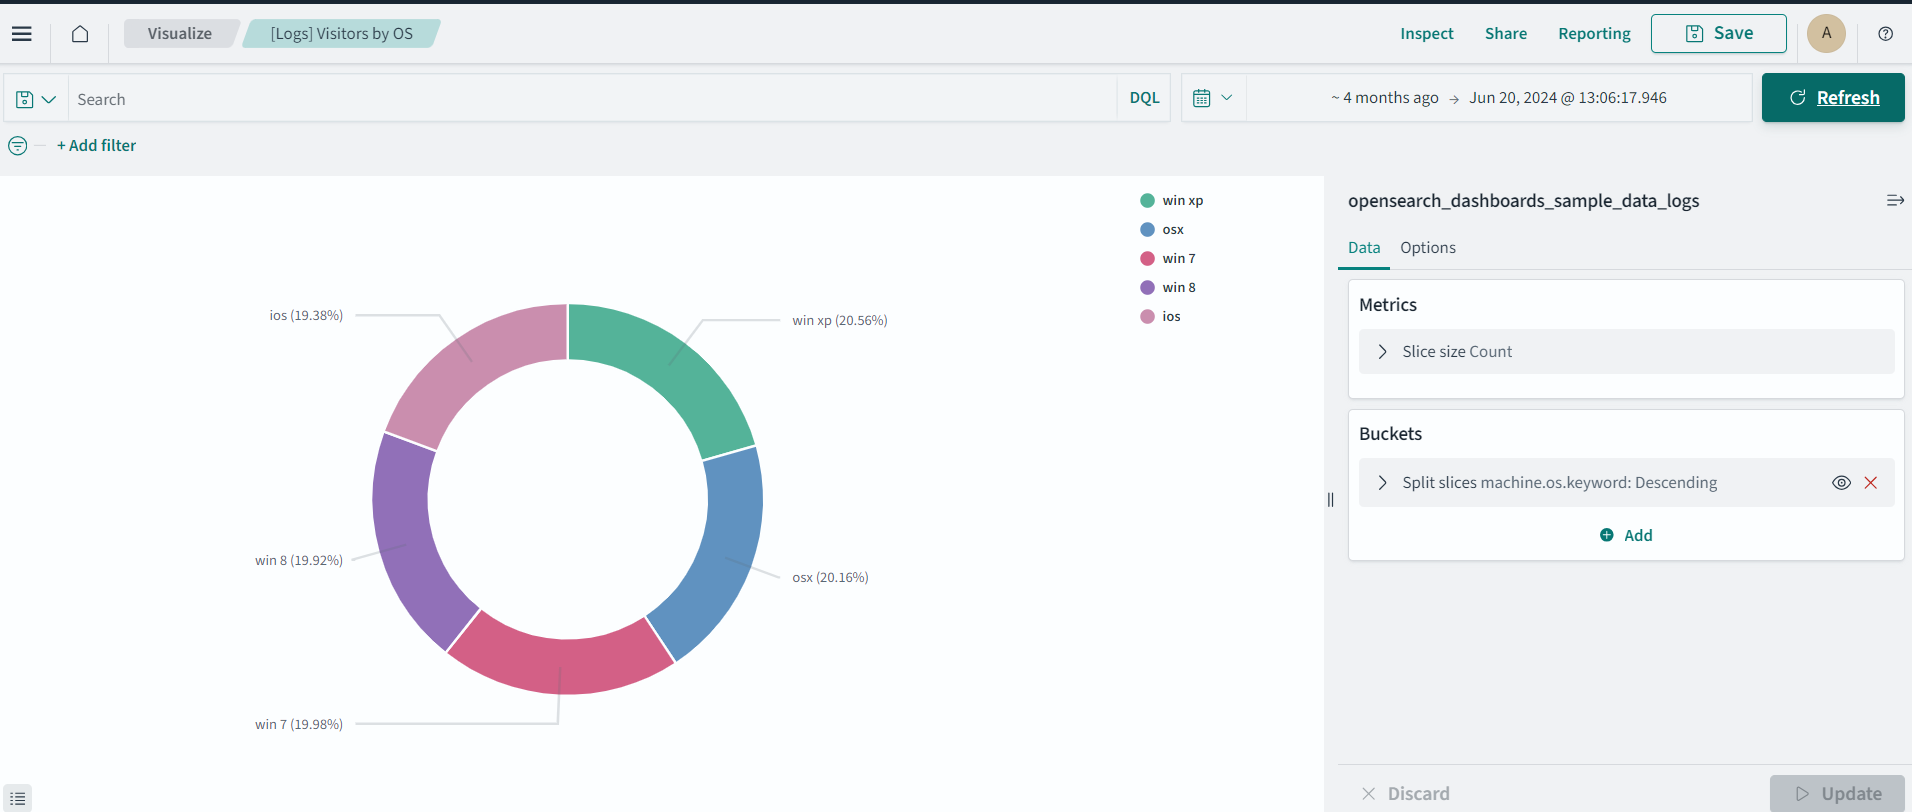 Visualize
[Logs] Visitors by OS
Inspect
Share
Reporting
Save
A
Search
DQL
~ 4 months ago → Jun 20, 2024 @ 13:06:17.946
Refresh
+ Add filter
win xp
osx
win 7
win 8
ios
ios (19.38%)
win xp (20.56%)
win 8 (19.92%)
osx (20.16%)
win 7 (19.98%)
opensearch_dashboards_sample_data_logs
Data
Options
Metrics
Slice size Count
Buckets
Split slices machine.os.keyword: Descending
Add
Discard
Update